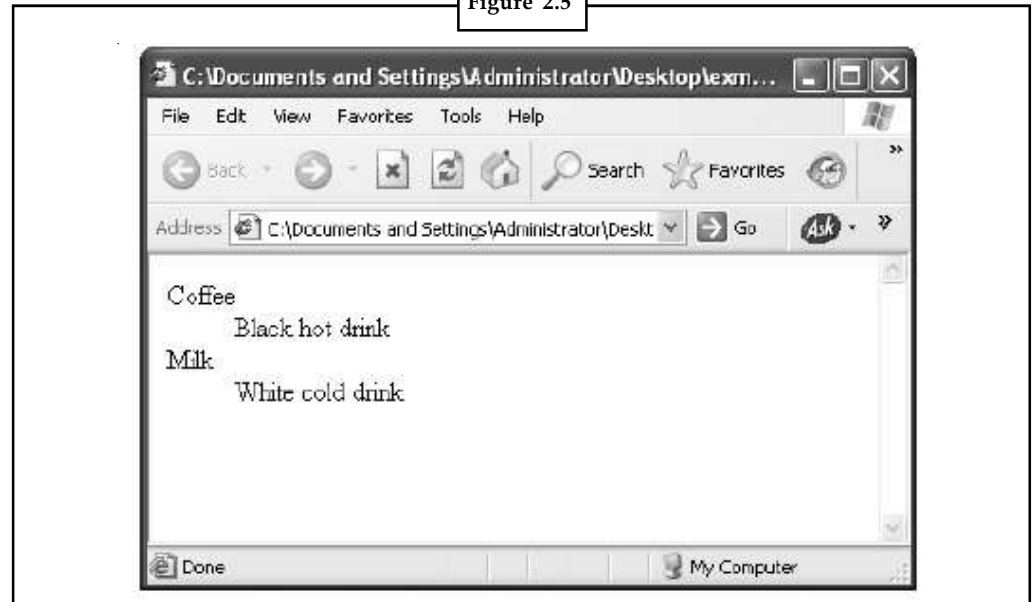 Figure 2.5
C:\Documents and Settings\Administrator\Desktop\exm...
File Edit View Favorites Tools Help
Back Search Favorites »
Address C:\Documents and Settings\Administrator\Deskt Go Ask »
Coffee
Black hot drink
Milk
White cold drink
Done My Computer